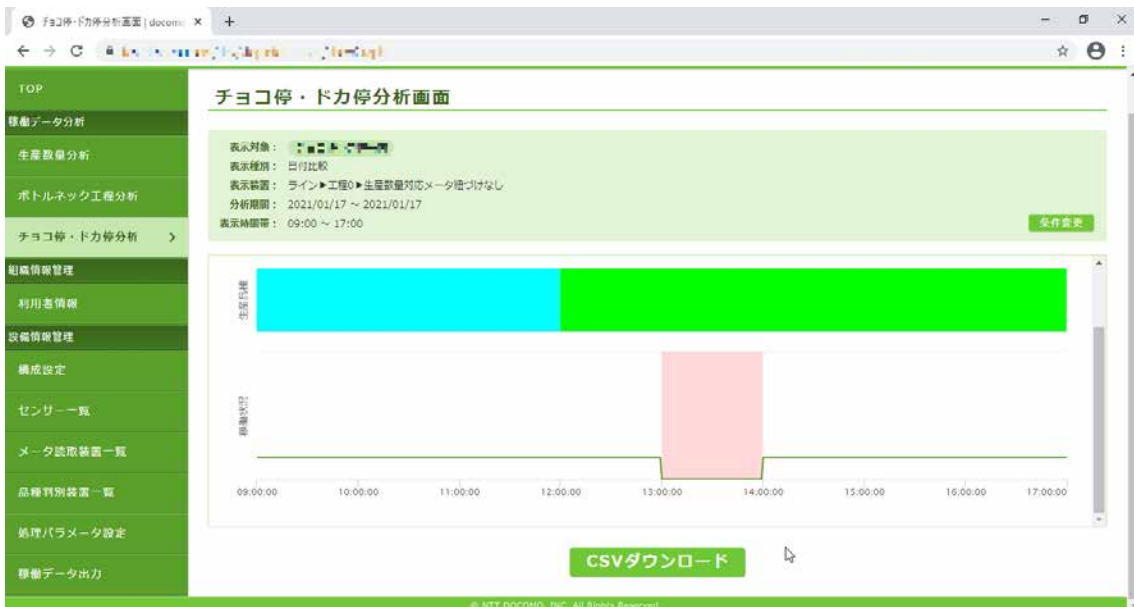 チョコ停・ドカ停分析画面 | docomo
TOP
稼働データ分析
生産数量分析
ボトルネック工程分析
チョコ停・ドカ停分析
組織情報管理
利用者情報
設備情報管理
構成設定
センサー一覧
メータ読取装置一覧
品種判別装置一覧
処理パラメータ設定
稼働データ出力
チョコ停・ドカ停分析画面
表示対象：
表示種別： 日付比較
表示装置： ライン▶工程0▶生産数量対応メータ紐づけなし
分析期間： 2021/01/17 ～ 2021/01/17
表示時間帯： 09:00 ～ 17:00
条件変更
生産品種
稼働状況
09:00:00 10:00:00 11:00:00 12:00:00 13:00:00 14:00:00 15:00:00 16:00:00 17:00:00
CSVダウンロード
© NTT DOCOMO, INC. All Rights Reserved.